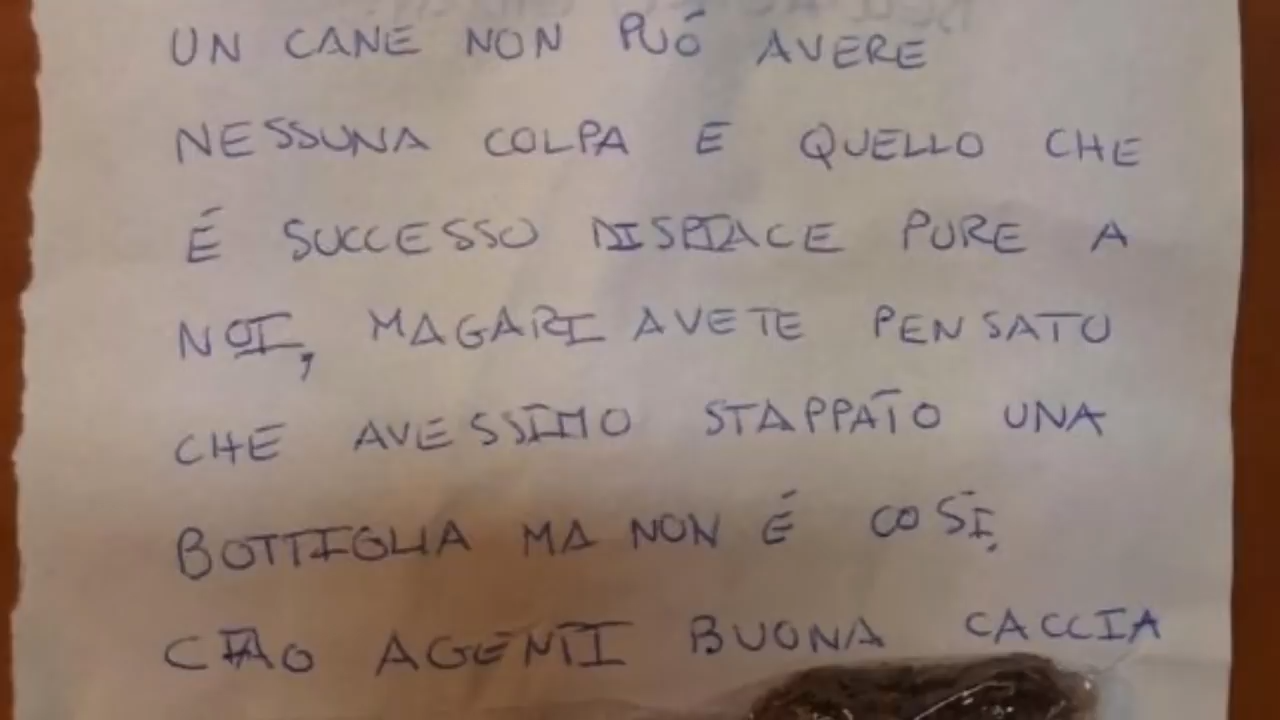 UN CANE NON PUÓ AVERE
NESSUNA COLPA E QUELLO CHE
É SUCCESSO DISPIACE PURE A
NOI, MAGARI AVETE PENSATO
CHE AVESSIMO STAPPATO UNA
BOTTIGLIA MA NON É COSÌ.
CIAO AGENTI BUONA CACCIA